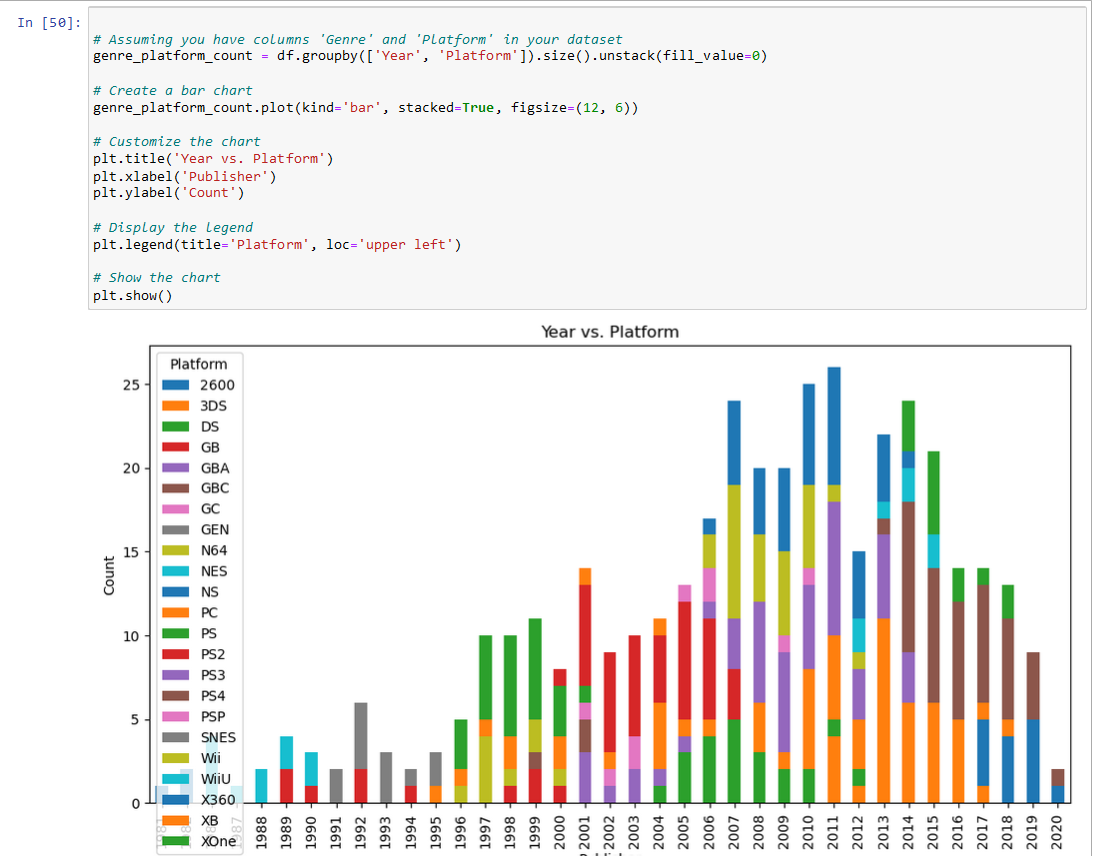 In [50]:
# Assuming you have columns 'Genre' and 'Platform' in your dataset
genre_platform_count = df.groupby(['Year', 'Platform']).size().unstack(fill_value=0)
# Create a bar chart
genre_platform_count.plot(kind='bar', stacked=True, figsize=(12, 6))
# Customize the chart
plt.title('Year vs. Platform')
plt.xlabel('Publisher')
plt.ylabel('Count')
# Display the legend
plt.legend(title='Platform', loc='upper left')
# Show the chart
plt.show()
Year vs. Platform
Platform
2600
3DS
DS
GB
GBA
GBC
GC
GEN
N64
NES
NS
PC
PS
PS2
PS3
PS4
PSP
SNES
Wii
WiiU
X360
XB
XOne
25
20
15
10
5
0
Count
1987 1988 1989 1990 1991 1992 1993 1994 1995 1996 1997 1998 1999 2000 2001 2002 2003 2004 2005 2006 2007 2008 2009 2010 2011 2012 2013 2014 2015 2016 2017 2018 2019 2020